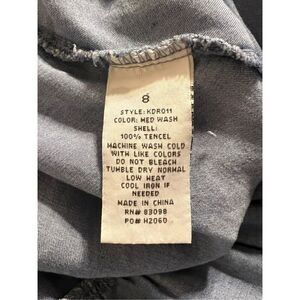 8
STYLE: KDR011
COLOR: MED WASH
SHELL:
100% TENCEL
MACHINE WASH COLD
WITH LIKE COLORS
DO NOT BLEACH
TUMBLE DRY NORMAL
LOW HEAT
COOL IRON IF
NEEDED
MADE IN CHINA
RN# 83098
PO# H2060